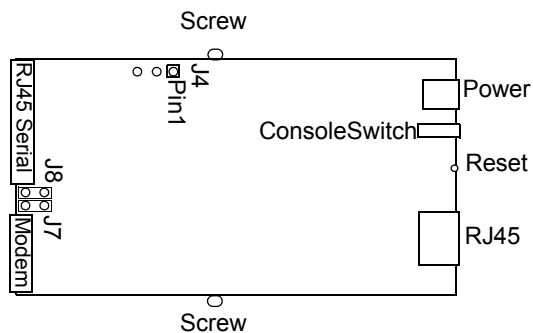 Screw
RJ45 Serial
J4
Pin1
Power
ConsoleSwitch
Reset
J8
J7
Modem
RJ45
Screw